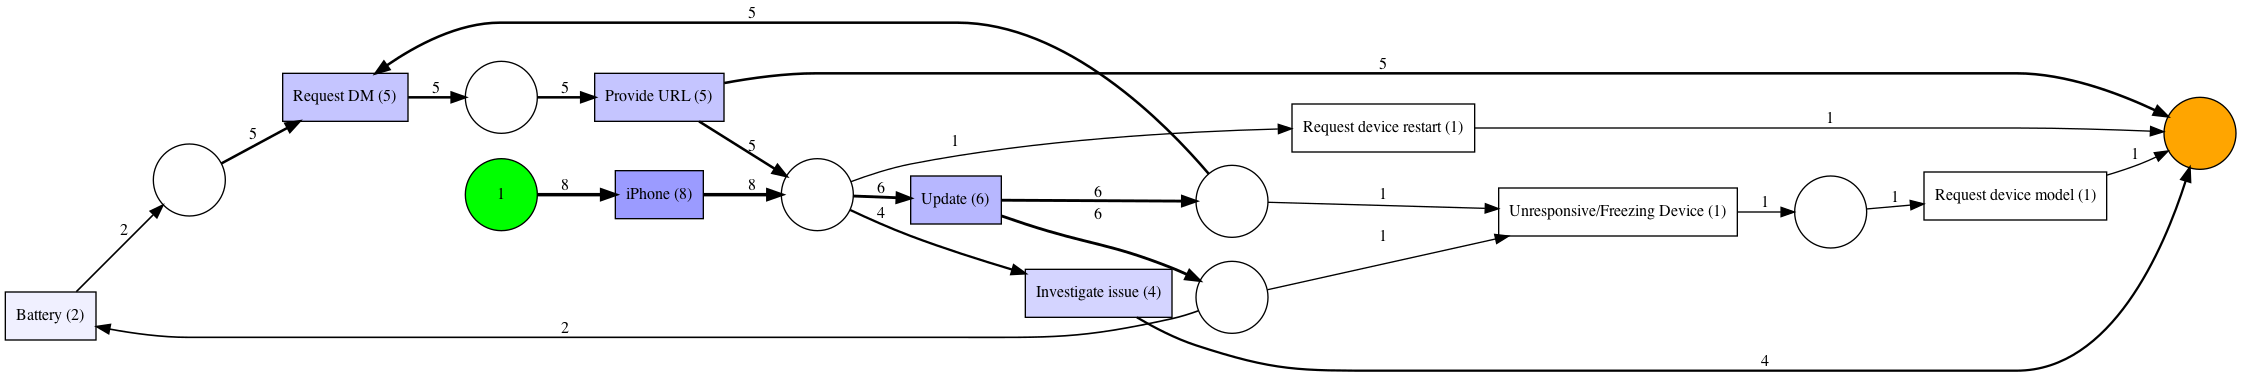 5
Request DM (5)
5
5
Provide URL (5)
5
5
5
1
Request device restart (1)
1
2
1
8
iPhone (8)
8
6
4
Update (6)
6
6
1
1
Unresponsive/Freezing Device (1)
1
1
Request device model (1)
1
Battery (2)
2
Investigate issue (4)
4